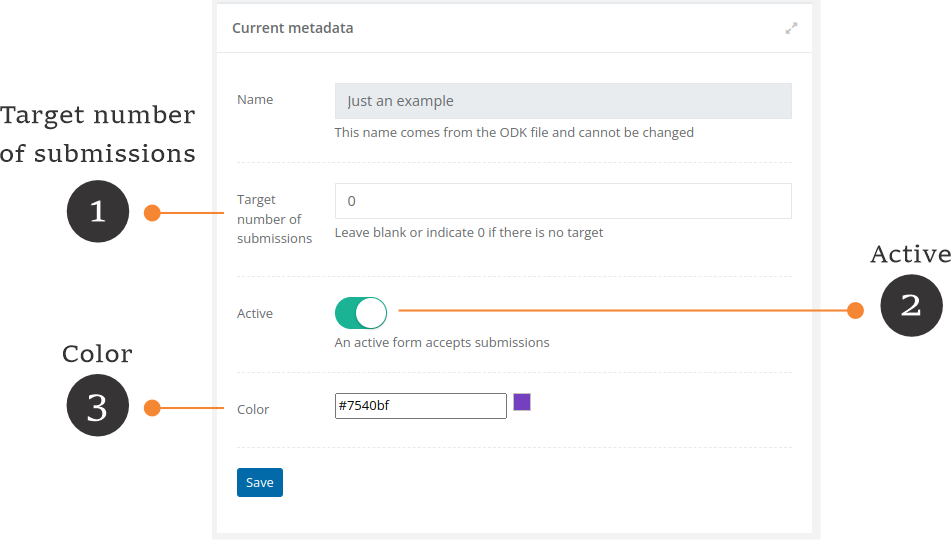 Current metadata
Target number
of submissions
1
Name
Just an example
This name comes from the ODK file and cannot be changed
Target
number of
submissions
0
Leave blank or indicate 0 if there is no target
Active
2
Active
An active form accepts submissions
Color
3
Color
#7540bf
Save